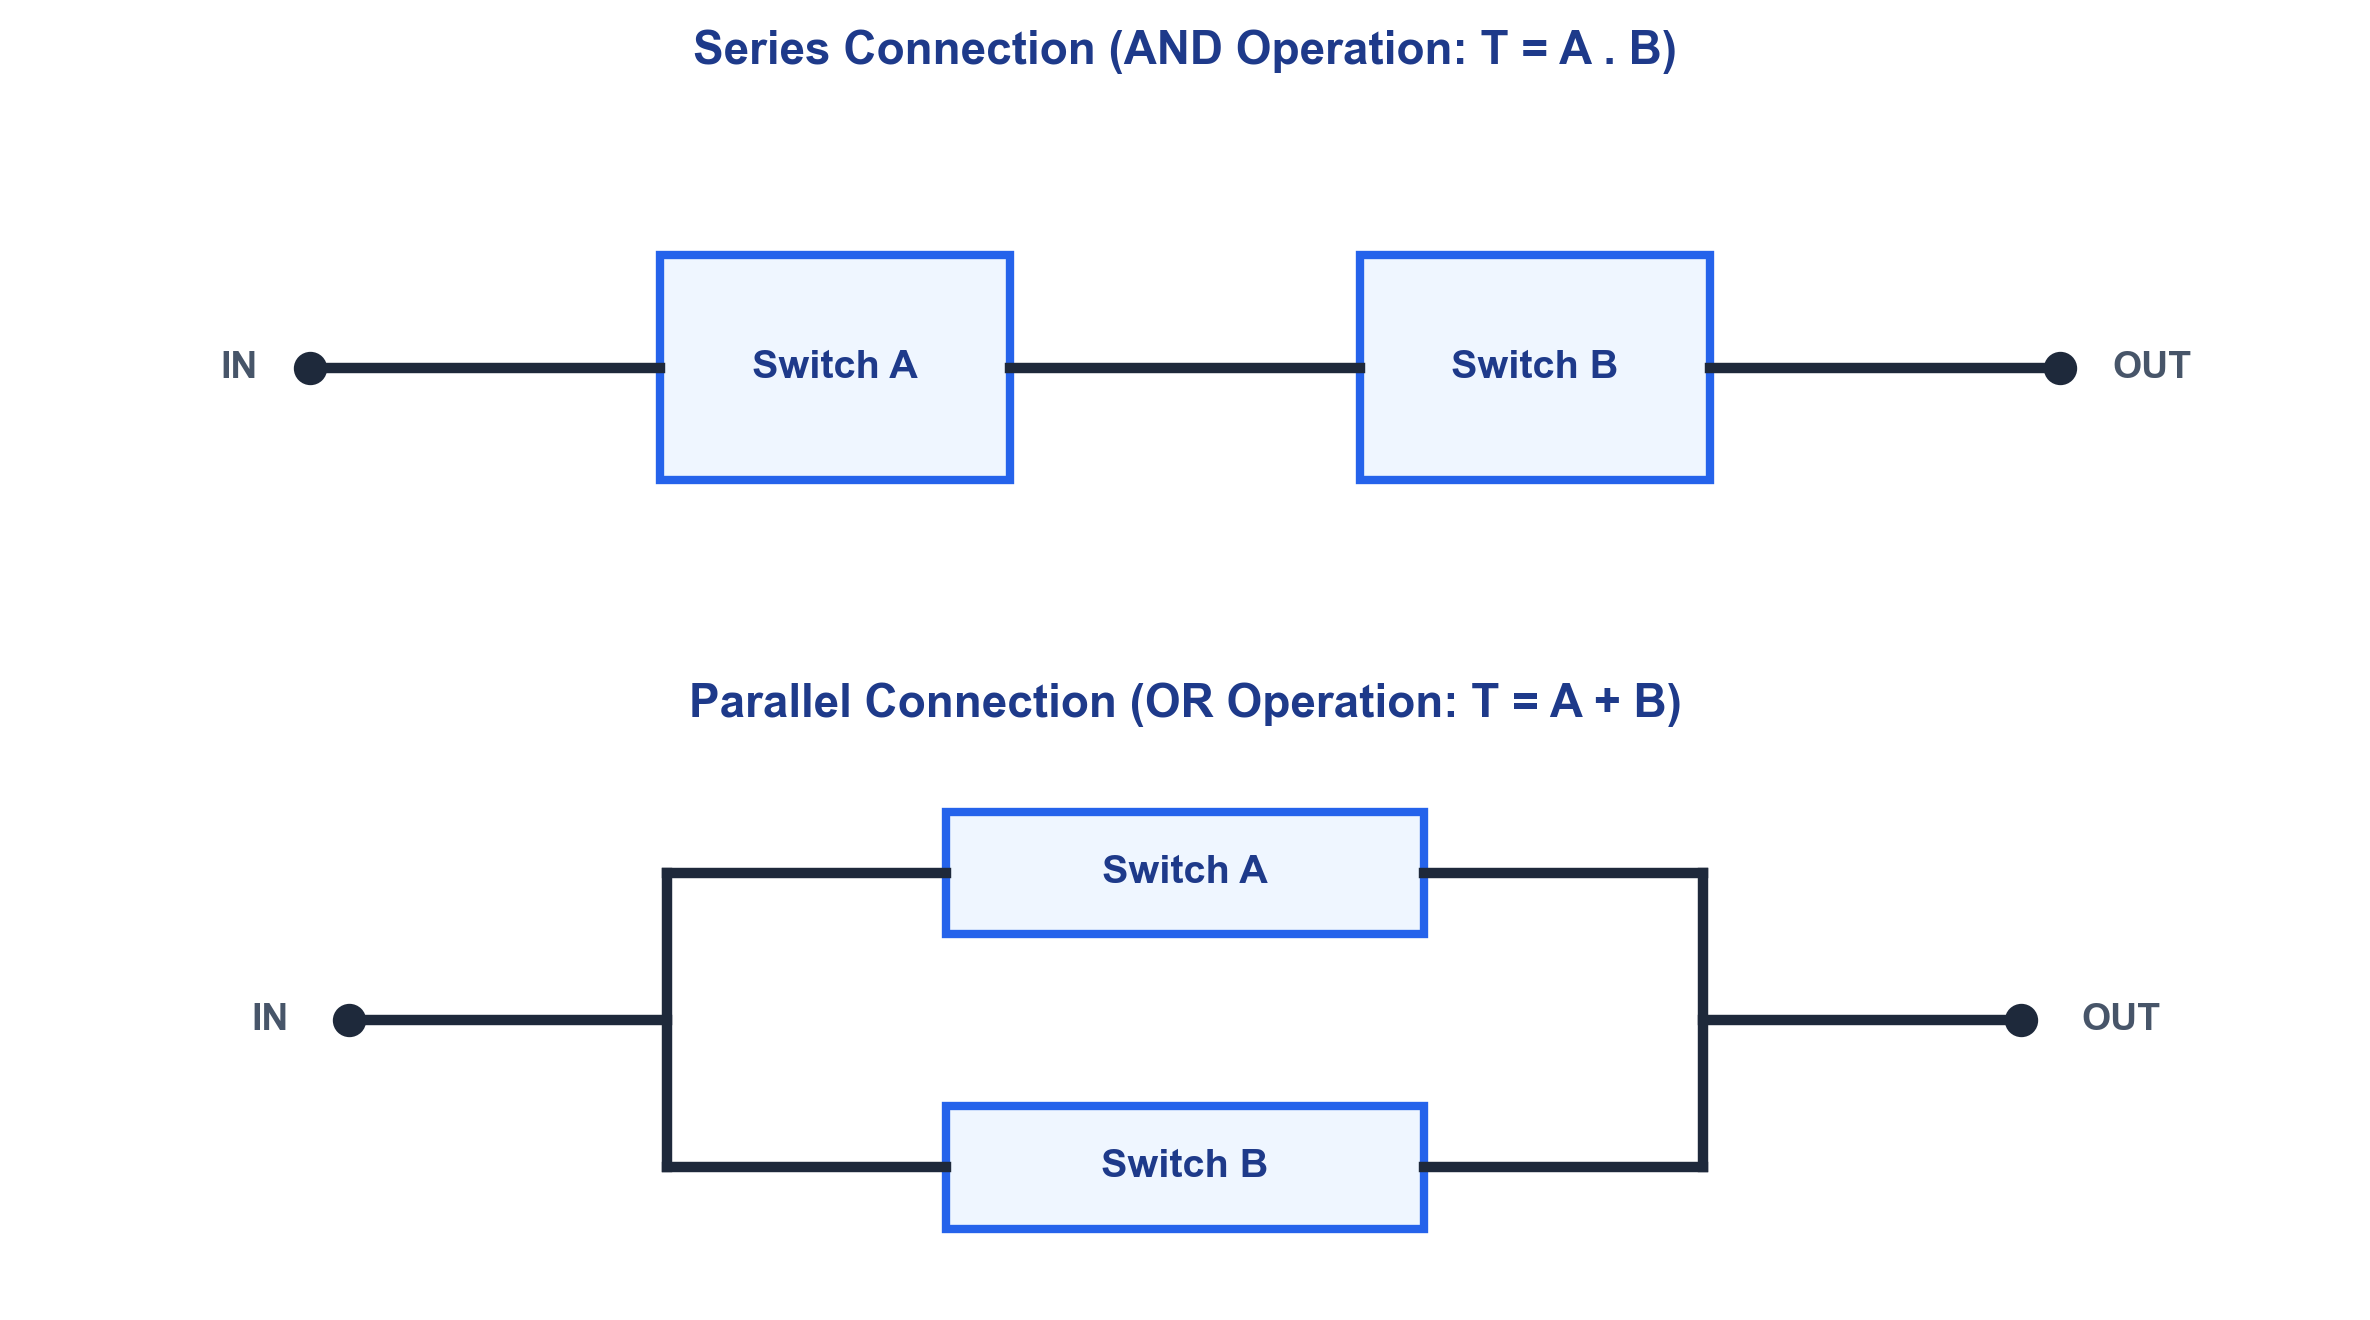 Series Connection (AND Operation: T = A . B)
IN
Switch A
Switch B
OUT
Parallel Connection (OR Operation: T = A + B)
Switch A
IN
OUT
Switch B